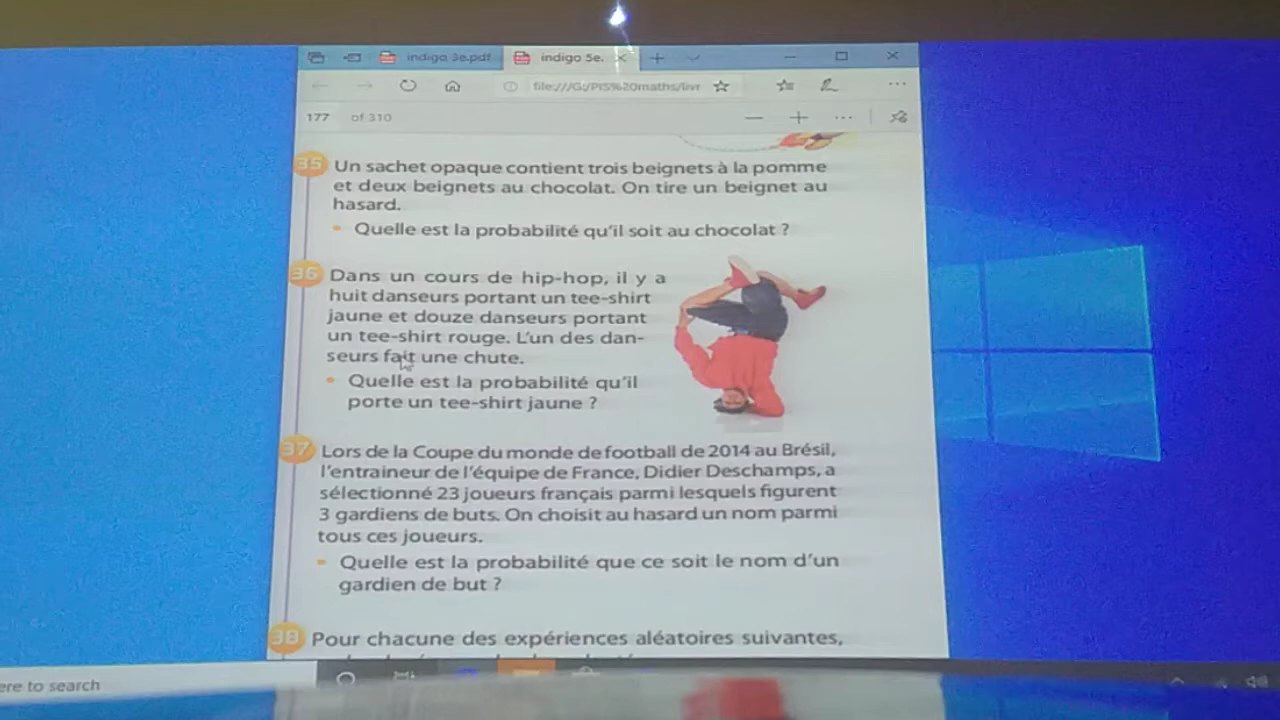 indigo 3e.pdf
indigo 5e.
177 of 310
35 Un sachet opaque contient trois beignets à la pomme
et deux beignets au chocolat. On tire un beignet au
hasard.
• Quelle est la probabilité qu'il soit au chocolat ?
36 Dans un cours de hip-hop, il y a
huit danseurs portant un tee-shirt
jaune et douze danseurs portant
un tee-shirt rouge. L'un des dan-
seurs fait une chute.
• Quelle est la probabilité qu'il
porte un tee-shirt jaune ?
37 Lors de la Coupe du monde de football de 2014 au Brésil,
l'entraineur de l'équipe de France, Didier Deschamps, a
sélectionné 23 joueurs français parmi lesquels figurent
3 gardiens de buts. On choisit au hasard un nom parmi
tous ces joueurs.
• Quelle est la probabilité que ce soit le nom d'un
gardien de but ?
38 Pour chacune des expériences aléatoires suivantes,
ere to search